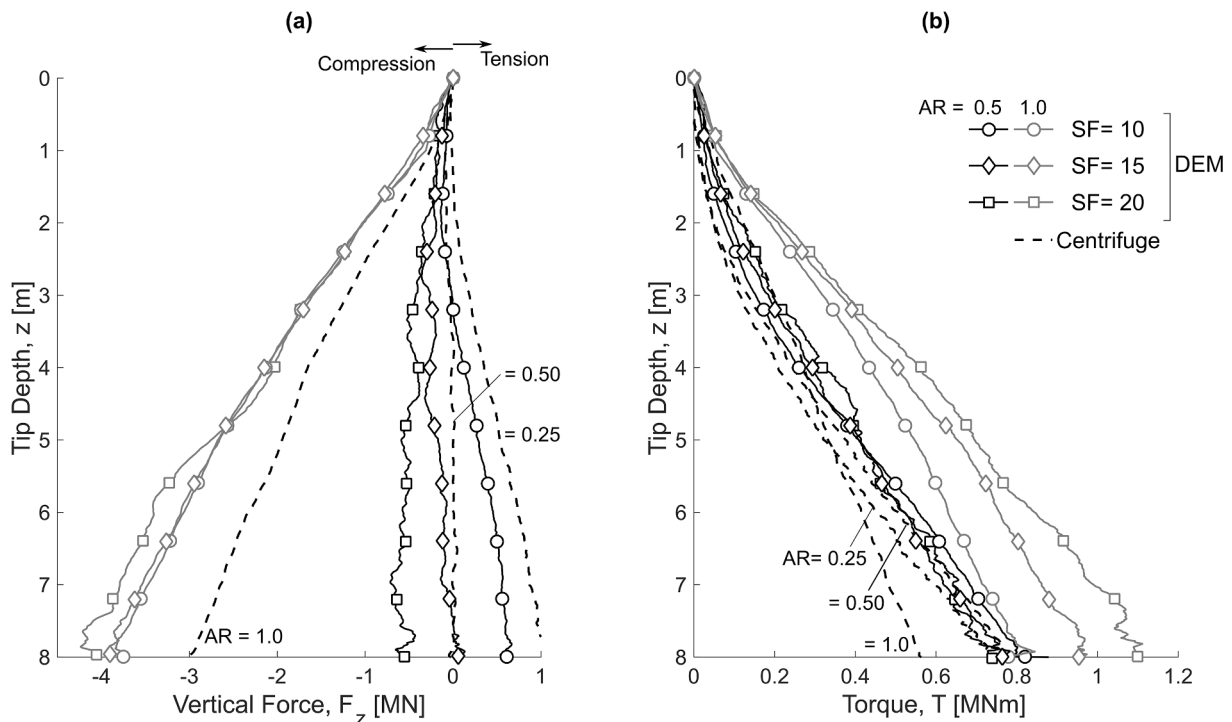 (a)
Compression
Tension
0
1
2
3
4
5
6
7
8
Tip Depth, z [m]
= 0.50
= 0.25
AR = 1.0
-4
-3
-2
-1
0
1
Vertical Force, F_z [MN]
(b)
0
1
2
3
4
5
6
7
8
Tip Depth, z [m]
AR = 0.5 1.0
SF= 10
SF= 15
SF= 20
DEM
Centrifuge
AR= 0.25
= 0.50
= 1.0
0
0.2
0.4
0.6
0.8
1
1.2
Torque, T [MNm]